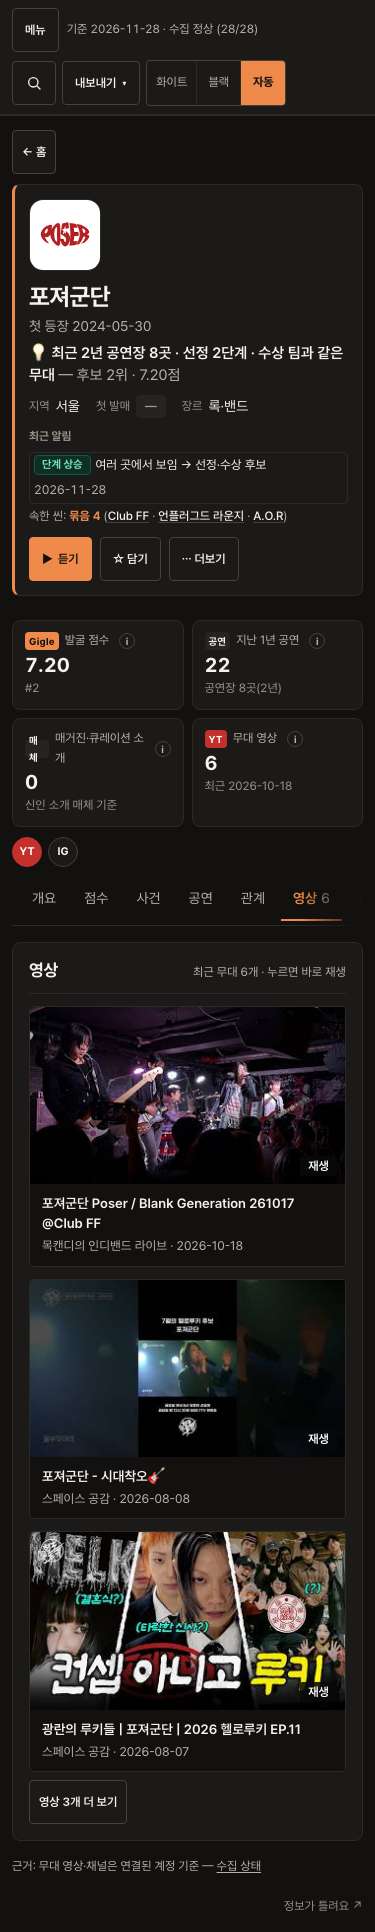 메뉴 기준 2026-11-28 · 수집 정상 (28/28)
내보내기 ▾ 화이트 블랙 자동
← 홈
POSER
포져군단
첫 등장 2024-05-30
💡 최근 2년 공연장 8곳 · 선정 2단계 · 수상 팀과 같은
무대 — 후보 2위 · 7.20점
지역 서울 첫 발매 — 장르 록·밴드
최근 알림
단계 상승 여러 곳에서 보임 → 선정·수상 후보
2026-11-28
속한 씬: 묶음 4 (Club FF · 언플러그드 라운지 · A.O.R)
▶ 듣기 ☆ 담기 ⋯ 더보기
Gigle 발굴 점수 i
7.20
#2
공연 지난 1년 공연 i
22
공연장 8곳(2년)
매체 매거진·큐레이션 소개 i
0
신인 소개 매체 기준
YT 무대 영상 i
6
최근 2026-10-18
YT IG
개요 점수 사건 공연 관계 영상 6
영상 최근 무대 6개 · 누르면 바로 재생
재생
포져군단 Poser / Blank Generation 261017
@Club FF
목캔디의 인디밴드 라이브 · 2026-10-18
7월의 헬로루키 후보
포져군단
재생
포져군단 - 시대착오🎸
스페이스 공감 · 2026-08-08
(결혼식?)
(타락한 신사?)
(?)
컨셉 아니고 루키
재생
광란의 루키들 | 포져군단 | 2026 헬로루키 EP.11
스페이스 공감 · 2026-08-07
영상 3개 더 보기
근거: 무대 영상·채널은 연결된 계정 기준 — 수집 상태
정보가 틀려요 ↗